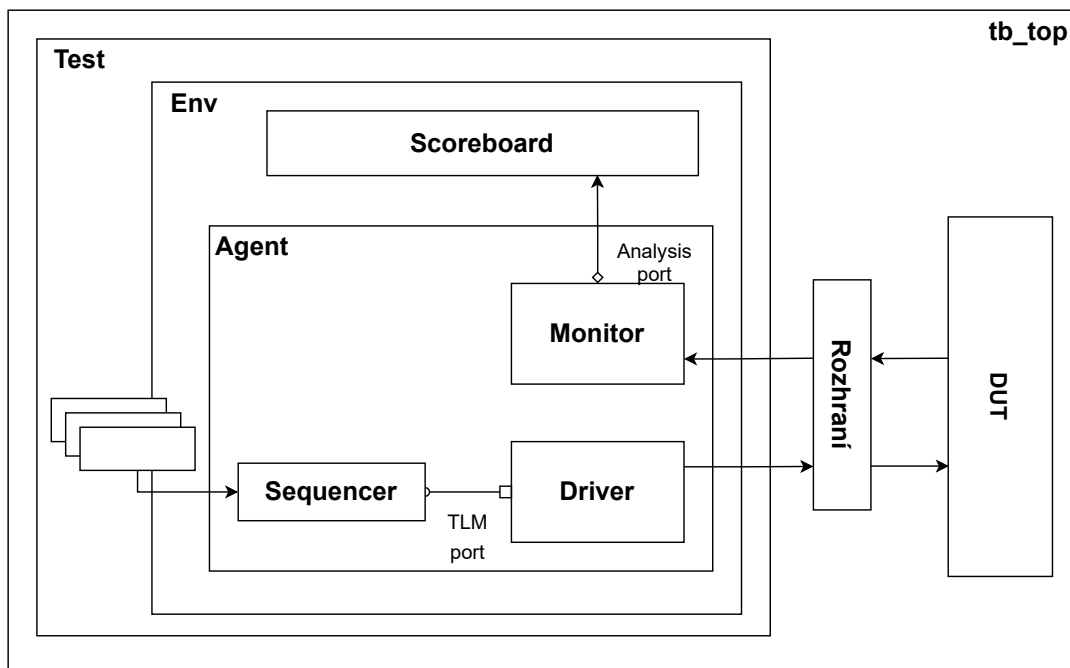 tb_top
Test
Env
Scoreboard
Agent
Analysis
port
Monitor
Rozhraní
DUT
Sequencer
Driver
TLM
port